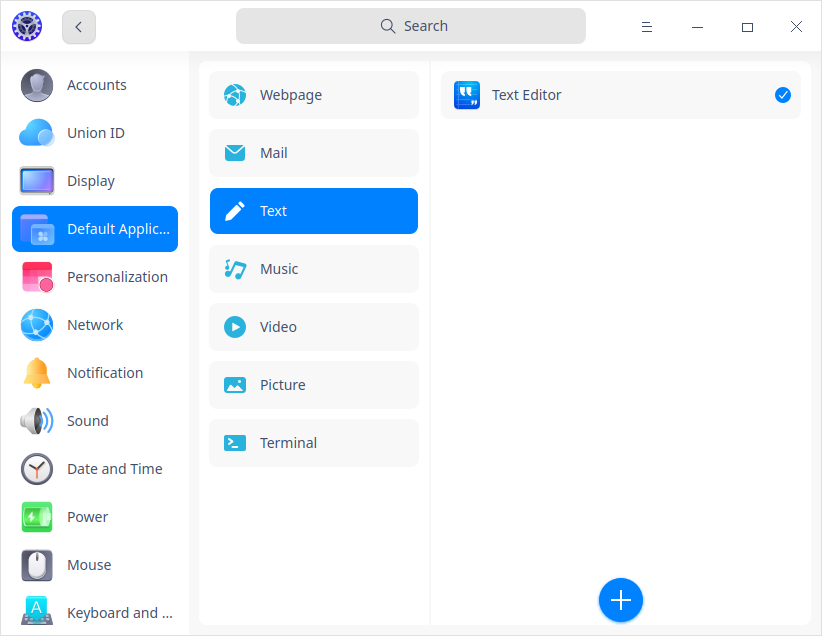 Search
Accounts
Union ID
Display
Default Applic...
Personalization
Network
Notification
Sound
Date and Time
Power
Mouse
Keyboard and ...
Webpage
Mail
Text
Music
Video
Picture
Terminal
Text Editor